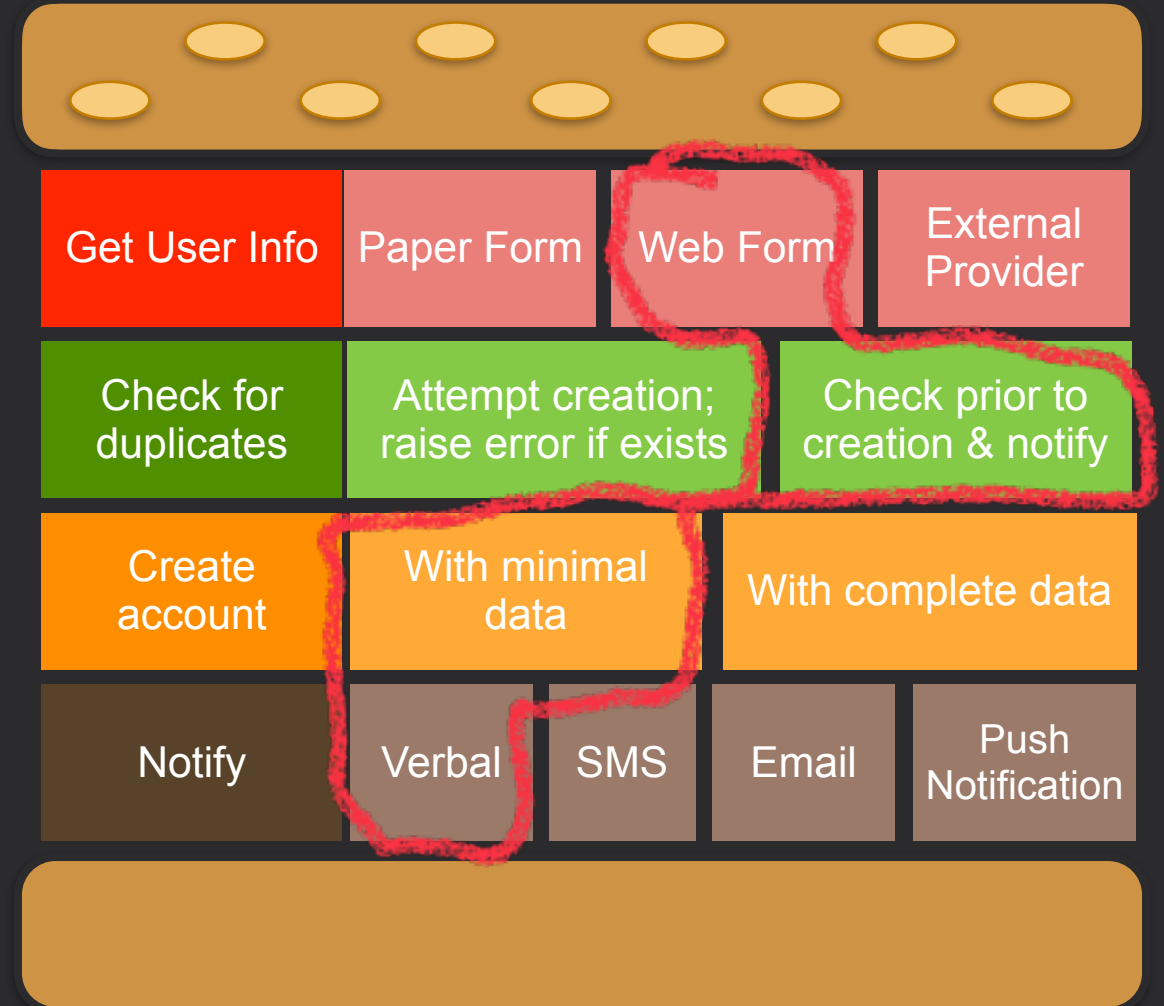 Get User Info
Paper Form
Web Form
External
Provider
Check for
duplicates
Attempt creation;
raise error if exists
Check prior to
creation & notify
Create
account
With minimal
data
With complete data
Notify
Verbal
SMS
Email
Push
Notification